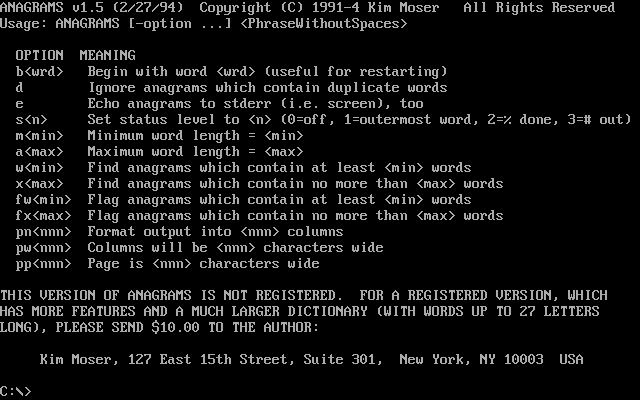 ANAGRAMS v1.5 (2/27/94)  Copyright (C) 1991-4 Kim Moser   All Rights Reserved
Usage: ANAGRAMS [-option ...] <PhraseWithoutSpaces>
OPTION  MEANING
b<wrd>   Begin with word <wrd> (useful for restarting)
d        Ignore anagrams which contain duplicate words
e        Echo anagrams to stderr (i.e. screen), too
s<n>     Set status level to <n> (0=off, 1=outermost word, 2=% done, 3=# out)
m<min>   Minimum word length = <min>
a<max>   Maximum word length = <max>
w<min>   Find anagrams which contain at least <min> words
x<max>   Find anagrams which contain no more than <max> words
fw<min>  Flag anagrams which contain at least <min> words
fx<max>  Flag anagrams which contain no more than <max> words
pn<nnn>  Format output into <nnn> columns
pw<nnn>  Columns will be <nnn> characters wide
pp<nnn>  Page is <nnn> characters wide
THIS VERSION OF ANAGRAMS IS NOT REGISTERED.  FOR A REGISTERED VERSION, WHICH
HAS MORE FEATURES AND A MUCH LARGER DICTIONARY (WITH WORDS UP TO 27 LETTERS
LONG), PLEASE SEND $10.00 TO THE AUTHOR:
Kim Moser, 127 East 15th Street, Suite 301,  New York, NY 10003  USA
C:\>